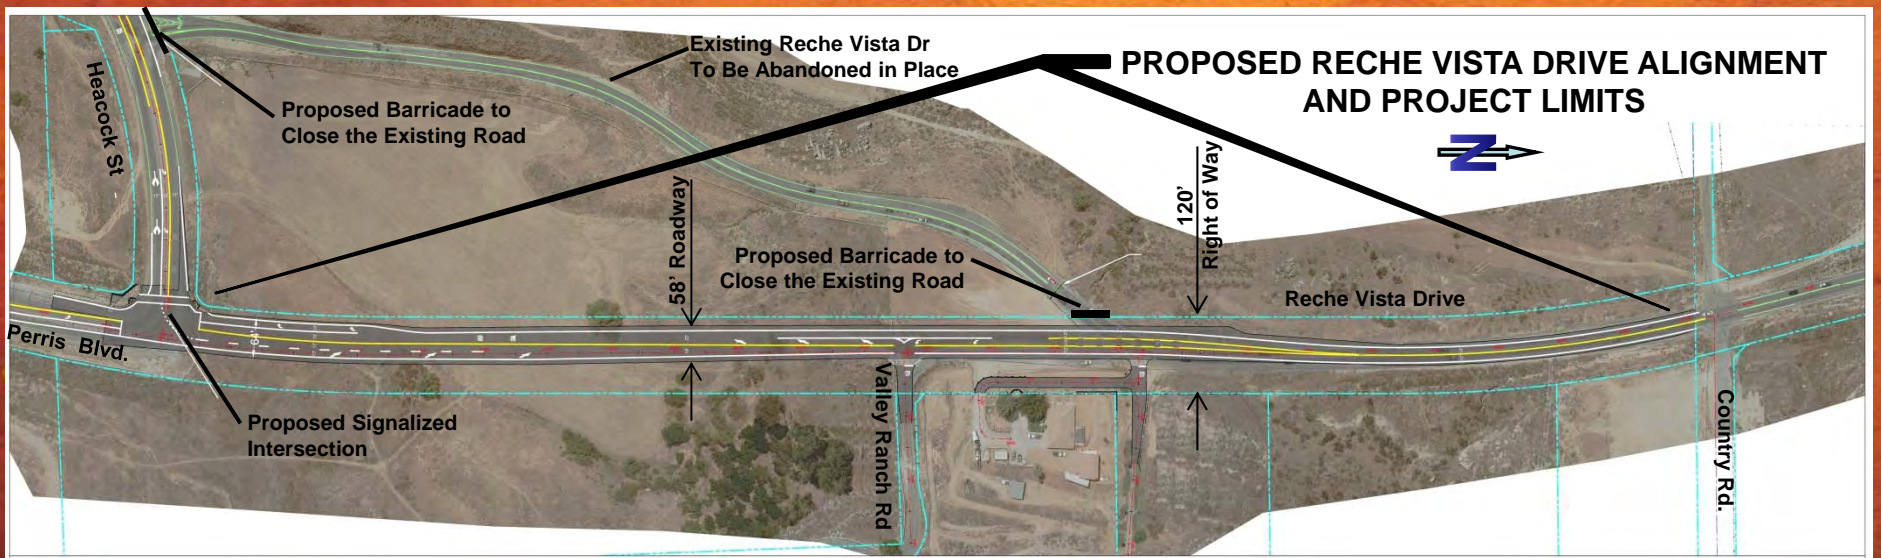 PROPOSED RECHE VISTA DRIVE ALIGNMENT
AND PROJECT LIMITS
N
Existing Reche Vista Dr
To Be Abandoned in Place
Proposed Barricade to
Close the Existing Road
Heacock St
58' Roadway
120'
Right of Way
Proposed Barricade to
Close the Existing Road
Reche Vista Drive
Perris Blvd.
64'
Proposed Signalized
Intersection
Valley Ranch Rd
Country Rd.